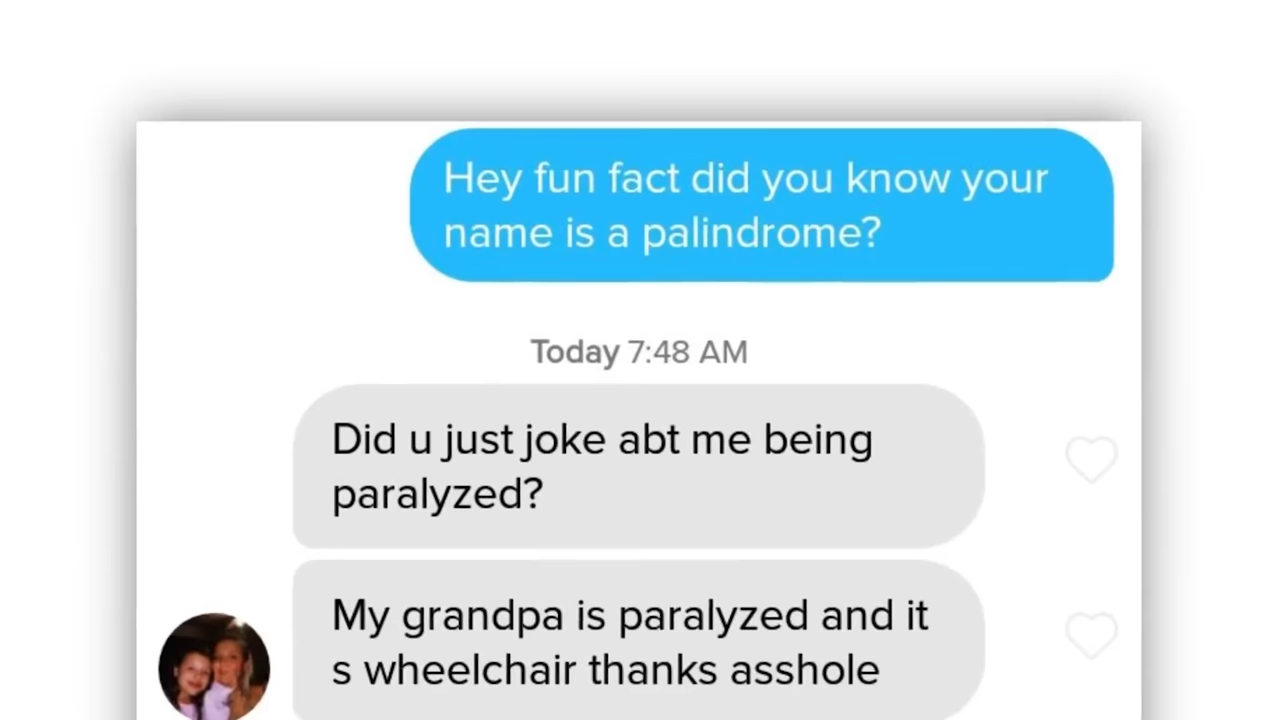 Hey fun fact did you know your
name is a palindrome?
Today 7:48 AM
Did u just joke abt me being
paralyzed?
My grandpa is paralyzed and it
s wheelchair thanks asshole